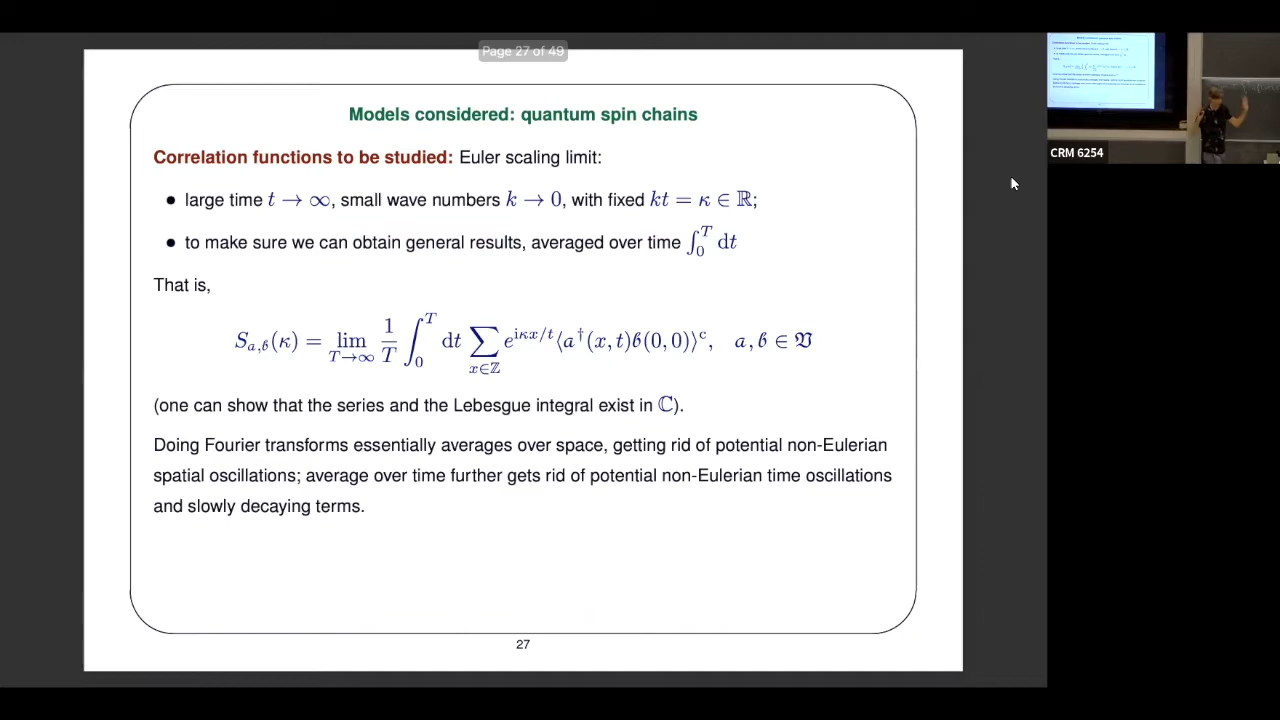 Page 27 of 49
Models considered: quantum spin chains
Correlation functions to be studied: Euler scaling limit:
• large time t → ∞, small wave numbers k → 0, with fixed kt = κ ∈ ℝ;
• to make sure we can obtain general results, averaged over time ∫₀ᵀ dt
That is,
S_{a,b}(κ) = lim_{T→∞} 1/T ∫₀ᵀ dt ∑_{x∈ℤ} e^{iκx/t} ⟨a†(x,t)b(0,0)⟩ᶜ, a, b ∈ 𝔙
(one can show that the series and the Lebesgue integral exist in ℂ).
Doing Fourier transforms essentially averages over space, getting rid of potential non-Eulerian
spatial oscillations; average over time further gets rid of potential non-Eulerian time oscillations
and slowly decaying terms.
27
CRM 6254